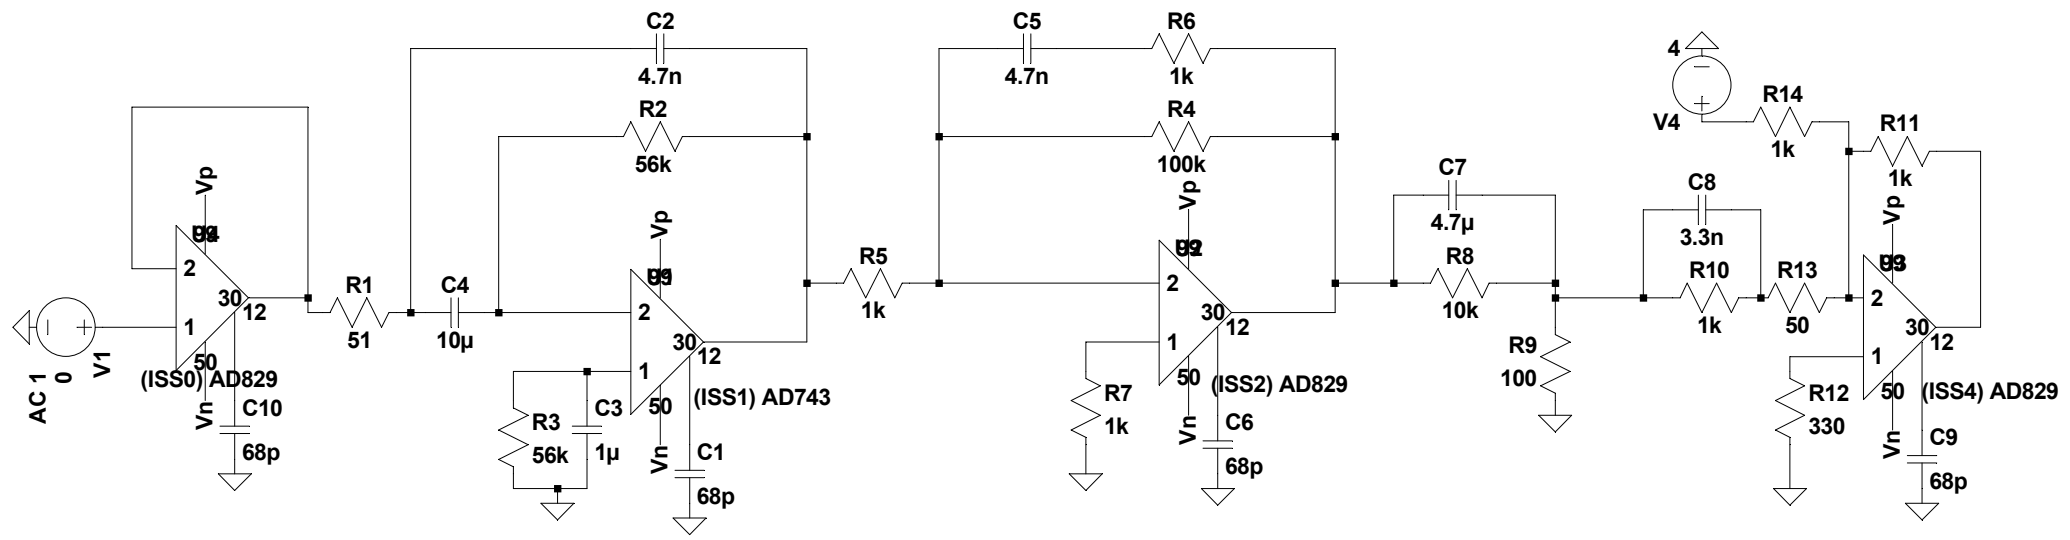 C2
4.7n
R2
56k
C5
4.7n
R6
1k
R4
100k
4
V4
R14
1k
R11
1k
Vp
2
1
30
12
50
Vn
(ISS0) AD829
AC 1
0
V1
C10
68p
R1
51
C4
10µ
Vp
2
1
30
12
50
Vn
(ISS1) AD743
R3
56k
C3
1µ
C1
68p
R5
1k
Vp
2
1
30
12
50
Vn
(ISS2) AD829
R7
1k
C6
68p
C7
4.7µ
R8
10k
R9
100
C8
3.3n
R10
1k
R13
50
Vp
2
1
30
12
50
Vn
(ISS4) AD829
R12
330
C9
68p